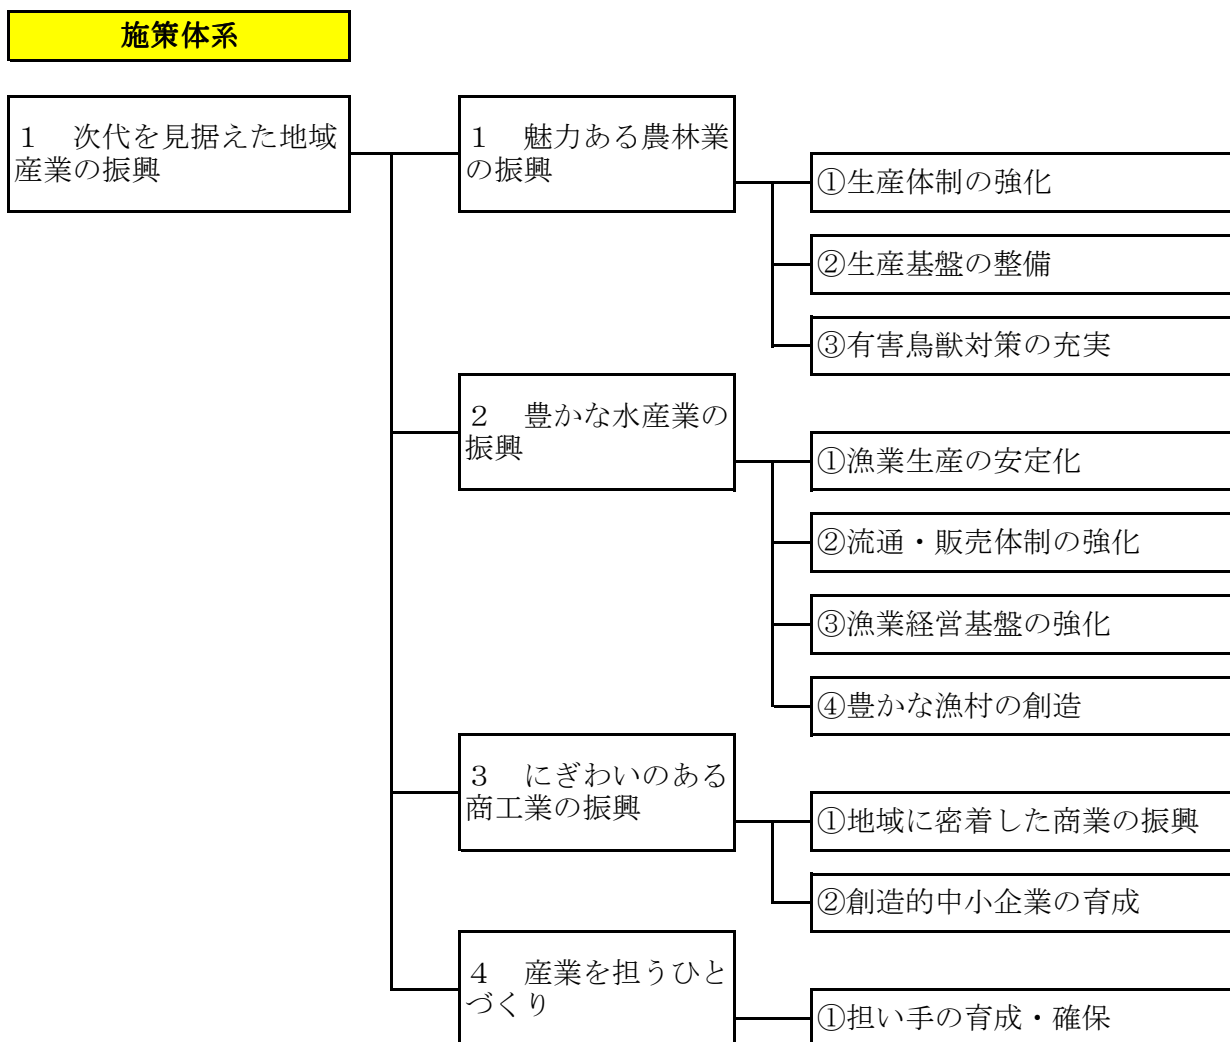 施策体系
１　次代を見据えた地域
産業の振興
１　魅力ある農林業
の振興
①生産体制の強化
②生産基盤の整備
③有害鳥獣対策の充実
２　豊かな水産業の
振興
①漁業生産の安定化
②流通・販売体制の強化
③漁業経営基盤の強化
④豊かな漁村の創造
３　にぎわいのある
商工業の振興
①地域に密着した商業の振興
②創造的中小企業の育成
４　産業を担うひと
づくり
①担い手の育成・確保